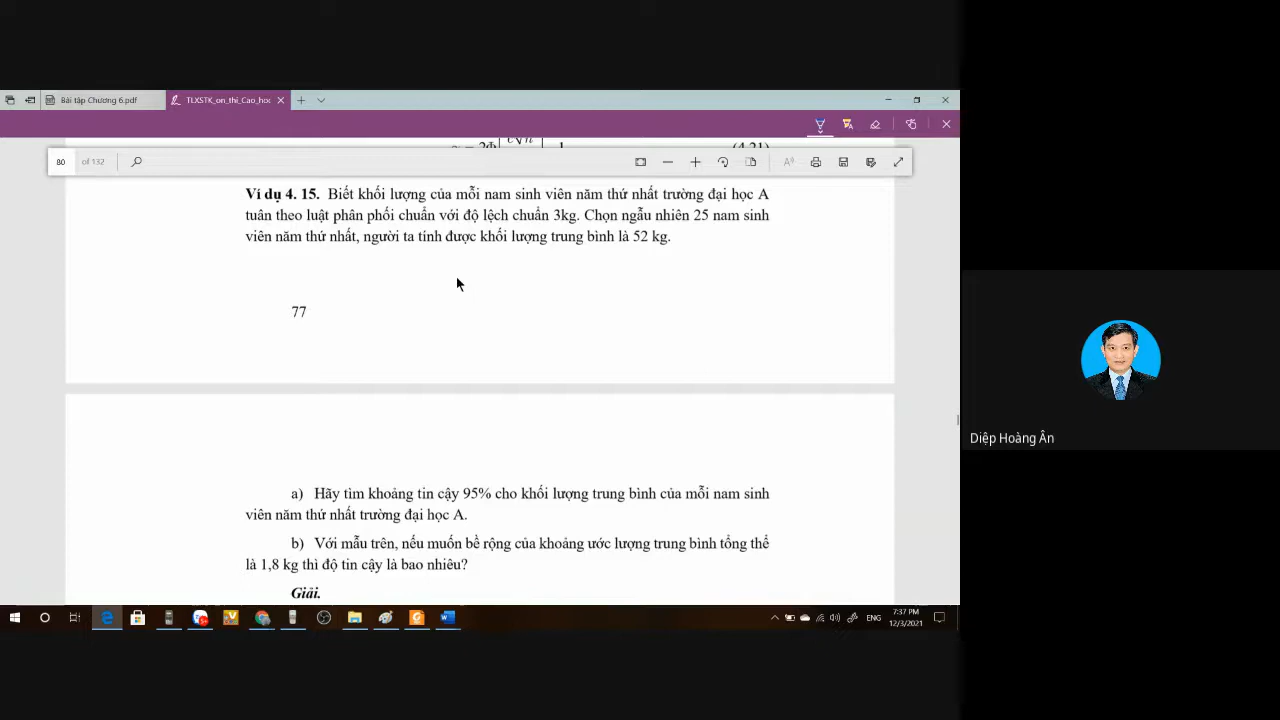 Bài tập Chương 6.pdf
TLXSTK_on_thi_Cao_hoc
80 of 132
(4.21)
Ví dụ 4. 15. Biết khối lượng của mỗi nam sinh viên năm thứ nhất trường đại học A
tuân theo luật phân phối chuẩn với độ lệch chuẩn 3kg. Chọn ngẫu nhiên 25 nam sinh
viên năm thứ nhất, người ta tính được khối lượng trung bình là 52 kg.
77
a) Hãy tìm khoảng tin cậy 95% cho khối lượng trung bình của mỗi nam sinh
viên năm thứ nhất trường đại học A.
b) Với mẫu trên, nếu muốn bề rộng của khoảng ước lượng trung bình tổng thể
là 1,8 kg thì độ tin cậy là bao nhiêu?
Giải.
Diệp Hoàng Ân
ENG
7:37 PM
12/3/2021